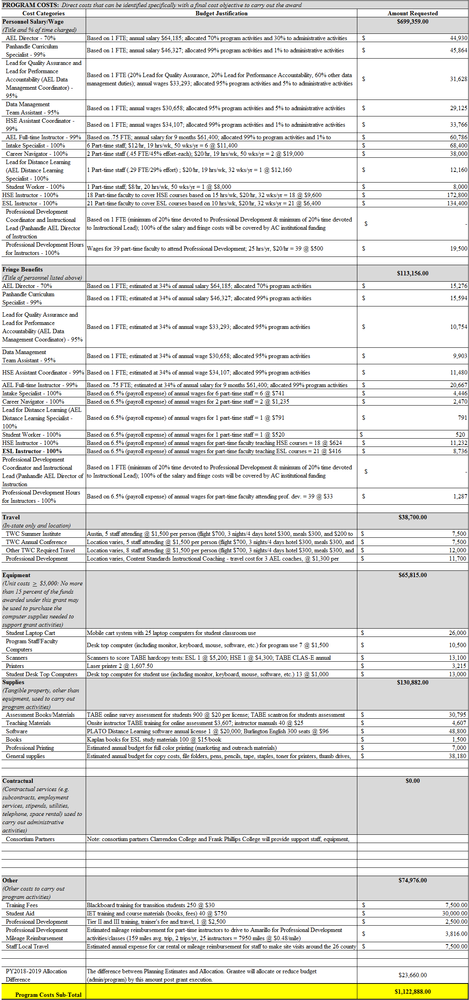 PROGRAM COSTS: Direct costs that can be identified specifically with a final cost objective to carry out the award
Cost Categories Budget Justification Amount Requested
Personnel Salary/Wage $699,359.00
(Title and % of time charged)
AEL Director - 70% Based on 1 FTE; annual salary $64,185; allocated 70% program activities and 30% to administrative activities $ 44,930
Panhandle Curriculum
Specialist - 99% Based on 1 FTE; annual salary $46,327; allocated 99% program activities and 1% to administrative activities $ 45,864
Lead for Quality Assurance and
Lead for Performance
Accountability (AEL Data
Management Coordinator) -
95%
Based on 1 FTE (20% Lead for Quality Assurance, 20% Lead for Performance Accountability, 60% other data
management duties); annual wages $33,293; allocated 95% program activities and 5% to administrative activities
$ 31,628
Data Management
Team Assistant - 95% Based on 1 FTE; annual wages $30,658; allocated 95% program activities and 5% to administrative activities $ 29,125
HSE Assistant Coordinator -
99% Based on 1 FTE; annual wages $34,107; allocated 99% program activities and 1% to administrative activities $ 33,766
AEL Full-time Instructor - 99% Based on .75 FTE; annual salary for 9 months $61,400; allocated 99% to program activities and 1% to $ 60,786
Intake Specialist - 100% 6 Part-time staff; $12/hr, 19 hrs/wk, 50 wks/yr = 6 @ $11,400 $ 68,400
Career Navigator - 100% 2 Part-time staff (.45 FTE/45% effort-each); $20/hr, 19 hrs/wk, 50 wks/yr = 2 @ $19,000 $ 38,000
Lead for Distance Learning
(AEL Distance Learning
Specialist - 100%
1 Part-time staff (.29 FTE/29% effort) ; $20/hr, 19 hrs/wk, 32 wks/yr = 1 @ $12,160 $ 12,160
Student Worker - 100% 1 Part-time staff; $8/hr, 20 hrs/wk, 50 wks/yr = 1 @ $8,000 $ 8,000
HSE Instructor - 100% 18 Part-time faculty to cover HSE courses based on 15 hrs/wk, $20/hr, 32 wks/yr = 18 @ $9,600 $ 172,800
ESL Instructor - 100% 21 Part-time faculty to cover ESL courses based on 10 hrs/wk, $20/hr, 32 wks/yr = 21 @ $6,400 $ 134,400
Professional Development
Coordinator and Instructional
Lead (Panhandle AEL Director
of Instruction
Based on 1 FTE (minimum of 20% time devoted to Professional Development & minimum of 20% time devoted
to Instructional Lead); 100% of the salary and fringe costs will be covered by AC institutional funding
$ -
Professional Development Hours
for Instructors - 100% Wages for 39 part-time faculty to attend Professional Development; 25 hrs/yr, $20/hr = 39 @ $500 $ 19,500
Fringe Benefits
(Title of personnel listed above) $113,156.00
AEL Director - 70% Based on 1 FTE; estimated at 34% of annual salary $64,185; allocated 70% program activities $ 15,276
Panhandle Curriculum
Specialist - 99% Based on 1 FTE; estimated at 34% of annual salary $46,327; allocated 99% program activities $ 15,594
Lead for Quality Assurance and
Lead for Performance
Accountability (AEL Data
Management Coordinator) - 95%
Based on 1 FTE; estimated at 34% of annual wage $33,293; allocated 95% program activities $ 10,754
Data Management
Team Assistant - 95% Based on 1 FTE; estimated at 34% of annual wage $30,658; allocated 95% program activities $ 9,903
HSE Assistant Coordinator - 99% Based on 1 FTE; estimated at 34% of annual wage $34,107; allocated 99% program activities $ 11,480
AEL Full-time Instructor - 99% Based on .75 FTE; estimated at 34% of annual salary for 9 months $61,400; allocated 99% program activities $ 20,667
Intake Specialist - 100% Based on 6.5% (payroll expense) of annual wages for 6 part-time staff = 6 @ $741 $ 4,446
Career Navigator - 100% Based on 6.5% (payroll expense) of annual wages for 2 part-time staff = 2 @ $1,235 $ 2,470
Lead for Distance Learning (AEL
Distance Learning Specialist -
100%
Based on 6.5% (payroll expense) of annual wages for 1 part-time staff = 1 @ $791 $ 791
Student Worker - 100% Based on 6.5% (payroll expense) of annual wages for 1 part-time staff = 1 @ $520 $ 520
HSE Instructor - 100% Based on 6.5% (payroll expense) of annual wages for part-time faculty teaching HSE courses = 18 @ $624 $ 11,232
ESL Instructor - 100% Based on 6.5% (payroll expense) of annual wages for part-time faculty teaching ESL courses = 21 @ $416 $ 8,736
Professional Development
Coordinator and Instructional
Lead (Panhandle AEL Director of
Instruction
Based on 1 FTE (minimum of 20% time devoted to Professional Development & minimum of 20% time devoted
to Instructional Lead); 100% of the salary and fringe costs will be covered by AC institutional funding
$ -
Professional Development Hours
for Instructors - 100% Based on 6.5% (payroll expense) of annual wages for part-time faculty attending prof. dev. = 39 @ $33 $ 1,287
Travel $38,700.00
(In-state only and location)
TWC Summer Institute Austin, 5 staff attending @ $1,500 per person (flight $700, 3 nights/4 days hotel $300, meals $300, and $200 to $ 7,500
TWC Annual Conference Location varies, 5 staff attending @ $1,500 per person (flight $700, 3 nights/4 days hotel $300, meals $300, and $ 7,500
Other TWC Required Travel Location varies, 8 staff attending @ $1,500 per person (flight $700, 3 nights/4 days hotel $300, meals $300, and $ 12,000
Professional Development Location varies, Content Standards Instructional Coaching - travel cost for 3 AEL coaches, @ $1,300 per $ 11,700
Equipment $65,815.00
(Unit costs ≥ $5,000: No more
than 15 percent of the funds
awarded under this grant may
be used to purchase the
computer supplies needed to
support grant activities)
Student Laptop Cart Mobile cart system with 25 laptop computers for student classroom use $ 26,000
Program Staff/Faculty
Computers Desk top computer (including monitor, keyboard, mouse, software, etc.) for program use 7 @ $1,500 $ 10,500
Scanners Scanners to score TABE hardcopy tests: ESL 1 @ $5,200; HSE 1 @ $4,300; TABE CLAS-E annual $ 13,100
Printers Laser printer 2 @ 1,607.50 $ 3,215
Student Desk Top Computers Desk top computer for student use (including monitor, keyboard, mouse, software, etc.) 13 @ $1,000 $ 13,000
Supplies $130,882.00
(Tangible property, other than
equipment, used to carry out
program activities)
Assessment Books/Materials TABE online survey assessment for students 900 @ $20 per license; TABE scantron for students assessment $ 30,795
Teaching Materials Onsite instructor TABE training for online assessment $3,607; instructor manuals 40 @ $25 $ 4,607
Software PLATO Distance Learning software annual license 1 @ $20,000; Burlington English 300 seats @ $96 $ 48,800
Books Kaplan books for ESL study materials 100 @ $15/book $ 1,500
Professional Printing Estimated annual budget for full color printing (marketing and outreach materials) $ 7,000
General supplies Estimated annual budget for copy costs, file folders, pens, pencils, tape, staples, toner for printers, thumb drives, $ 38,180
Contractual $0.00
(Contractual services (e.g.
subcontracts, employment
services, stipends, utilities,
telephone, space rental) used to
carry out administrative
activities)
Consortium Partners Note: consortium partners Clarrendon College and Frank Phillips College will provide support staff, equipment,
Other $74,976.00
(Other costs to carry out
program activities)
Training Fees Blackboard training for transition students 250 @ $30 $ 7,500.00
Student Aid IET training and course materials (books, fees) 40 @ $750 $ 30,000.00
Professional Development Tier II and III training, trainer's fee and travel, 1 @ $2,500 $ 2,500.00
Professional Development
Mileage Reimbursement
Estimated mileage reimbursement for part-time instructors to drive to Amarillo for Professional Development
activities/classes (159 miles avg. trip, 2 trips/yr, 25 instructors = 7950 miles @ $0.48/mile)
$ 3,816.00
Staff Local Travel Estimated annual expense for car rental or mileage reimbursement for staff to make site visits around the 26 county $ 7,500.00
PY2018-2019 Allocation
Difference
The difference between Planning Estimates and Allocation. Grantee will allocate or reduce budget
(admin/program) by this amount post grant execution.
$23,660.00
Program Costs Sub-Total $1,122,888.00